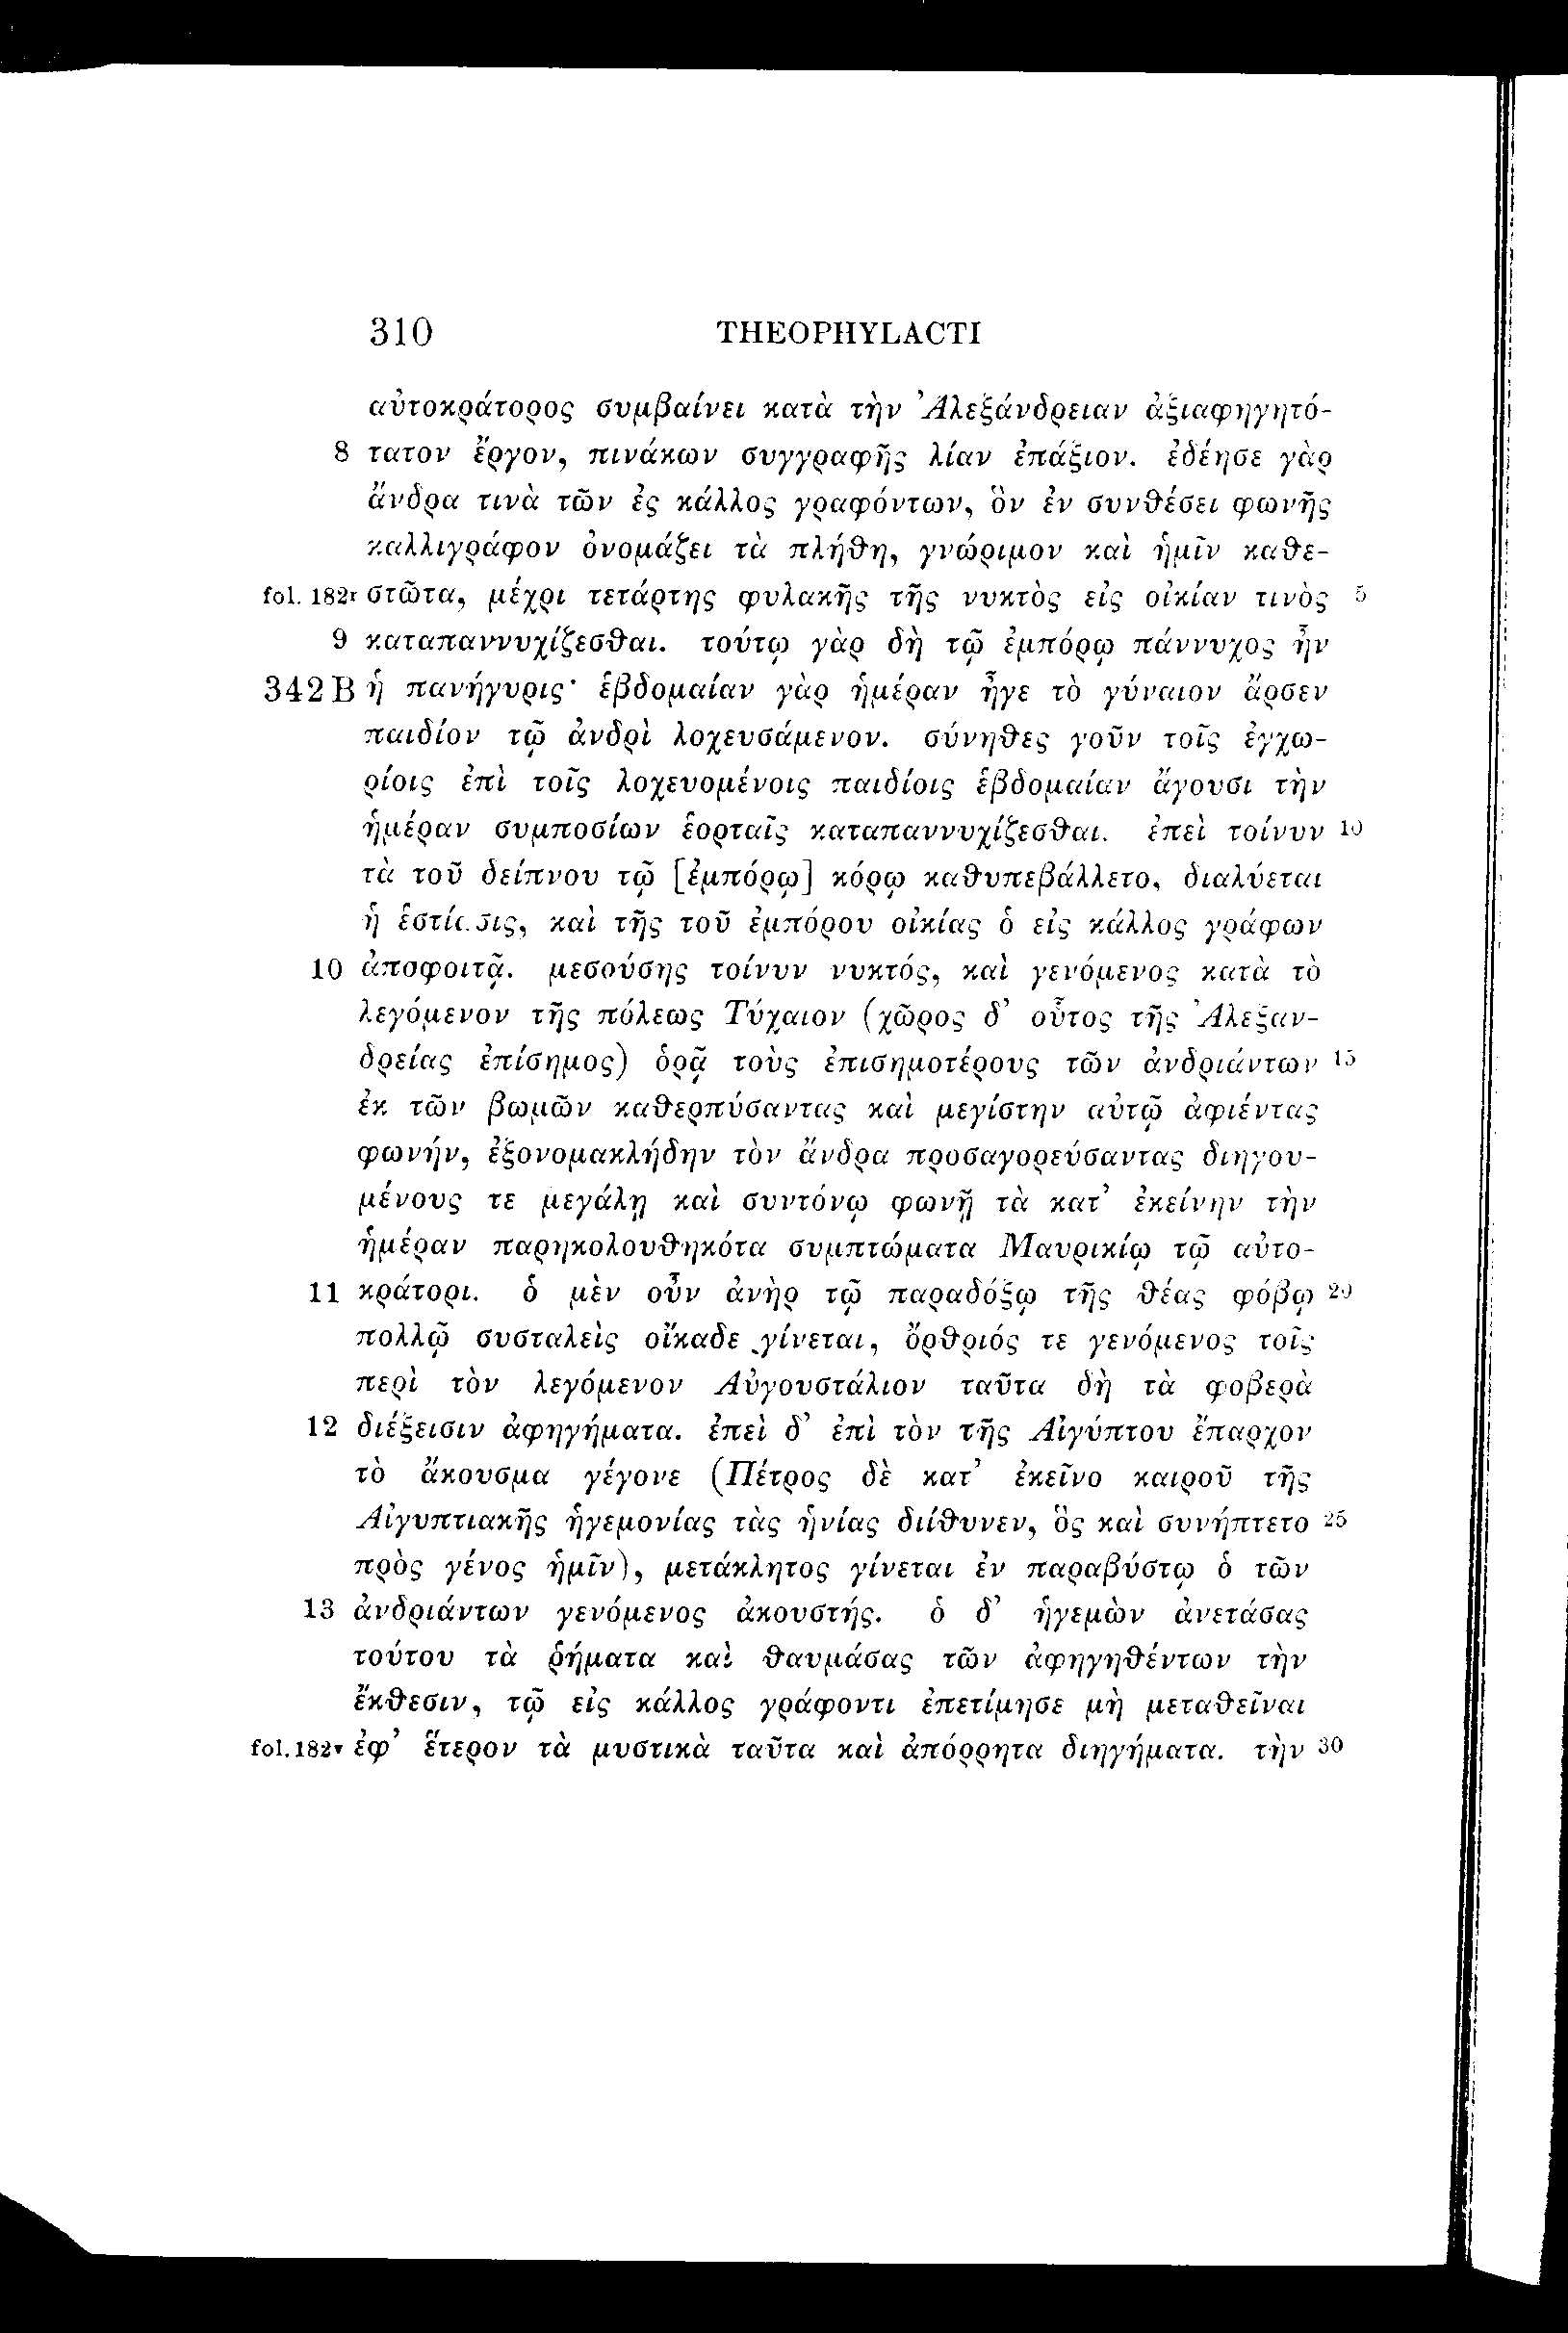 310 THEOPHYLACTI
αὐτοκράτορος συμβαίνει κατὰ τὴν Ἀλεξάνδρειαν ἀξιαφηγητό-
8 τατον ἔργον, πινάκων συγγραφῆς λίαν ἐπάξιον. ἐδέησε γὰρ
ἄνδρα τινὰ τῶν ἐς κάλλος γραφόντων, ὃν ἐν συνθέσει φωνῆς
καλλιγράφον ὀνομάζει τὰ πλήθη, γνώριμον καὶ ἡμῖν καθε-
fol. 182r στῶτα, μέχρι τετάρτης φυλακῆς τῆς νυκτὸς εἰς οἰκίαν τινὸς 5
9 καταπαννυχίζεσθαι. τούτῳ γὰρ δὴ τῷ ἐμπόρῳ πάννυχος ἦν
342 B ἡ πανήγυρις· ἑβδομαίαν γὰρ ἡμέραν ἦγε τὸ γύναιον ἄρσεν
παιδίον τῷ ἀνδρὶ λοχευσάμενον. σύνηθες γοῦν τοῖς ἐγχω-
ρίοις ἐπὶ τοῖς λοχευομένοις παιδίοις ἑβδομαίαν ἄγουσι τὴν
ἡμέραν συμποσίων ἑορταῖς καταπαννυχίζεσθαι. ἐπεὶ τοίνυν 10
τὰ τοῦ δείπνου τῷ [ἐμπόρῳ] κόρῳ καθυπεβάλλετο, διαλύεται
ἡ ἑστίασις, καὶ τῆς τοῦ ἐμπόρου οἰκίας ὁ εἰς κάλλος γράφων
10 ἀποφοιτᾷ. μεσούσης τοίνυν νυκτός, καὶ γενόμενος κατὰ τὸ
λεγόμενον τῆς πόλεως Τύχαιον (χῶρος δ’ οὗτος τῆς Ἀλεξαν-
δρείας ἐπίσημος) ὁρᾷ τοὺς ἐπισημοτέρους τῶν ἀνδριάντων 15
ἐκ τῶν βωμῶν καθερπύσαντας καὶ μεγίστην αὐτῷ ἀφιέντας
φωνήν, ἐξονομακλήδην τὸν ἄνδρα προσαγορεύσαντας διηγου-
μένους τε μεγάλῃ καὶ συντόνῳ φωνῇ τὰ κατ’ ἐκείνην τὴν
ἡμέραν παρηκολουθηκότα συμπτώματα Μαυρικίῳ τῷ αὐτο-
11 κράτορι. ὁ μὲν οὖν ἀνὴρ τῷ παραδόξῳ τῆς θέας φόβῳ 20
πολλῷ συσταλεὶς οἴκαδε γίνεται, ὄρθριός τε γενόμενος τοῖς
περὶ τὸν λεγόμενον Αὐγουστάλιον ταῦτα δὴ τὰ φοβερὰ
12 διέξεισιν ἀφηγήματα. ἐπεὶ δ’ ἐπὶ τὸν τῆς Αἰγύπτου ἔπαρχον
τὸ ἄκουσμα γέγονε (Πέτρος δὲ κατ’ ἐκεῖνο καιροῦ τῆς
Αἰγυπτιακῆς ἡγεμονίας τὰς ἡνίας διίθυνεν, ὃς καὶ συνήπτετο 25
πρὸς γένος ἡμῖν), μετάκλητος γίνεται ἐν παραβύστῳ ὁ τῶν
13 ἀνδριάντων γενόμενος ἀκουστής. ὁ δ’ ἡγεμὼν ἀνετάσας
τούτου τὰ ῥήματα καὶ θαυμάσας τῶν ἀφηγηθέντων τὴν
ἔκθεσιν, τῷ εἰς κάλλος γράφοντι ἐπετίμησε μὴ μεταθεῖναι
fol. 182v ἐφ’ ἕτερον τὰ μυστικὰ ταῦτα καὶ ἀπόρρητα διηγήματα. τὴν 30